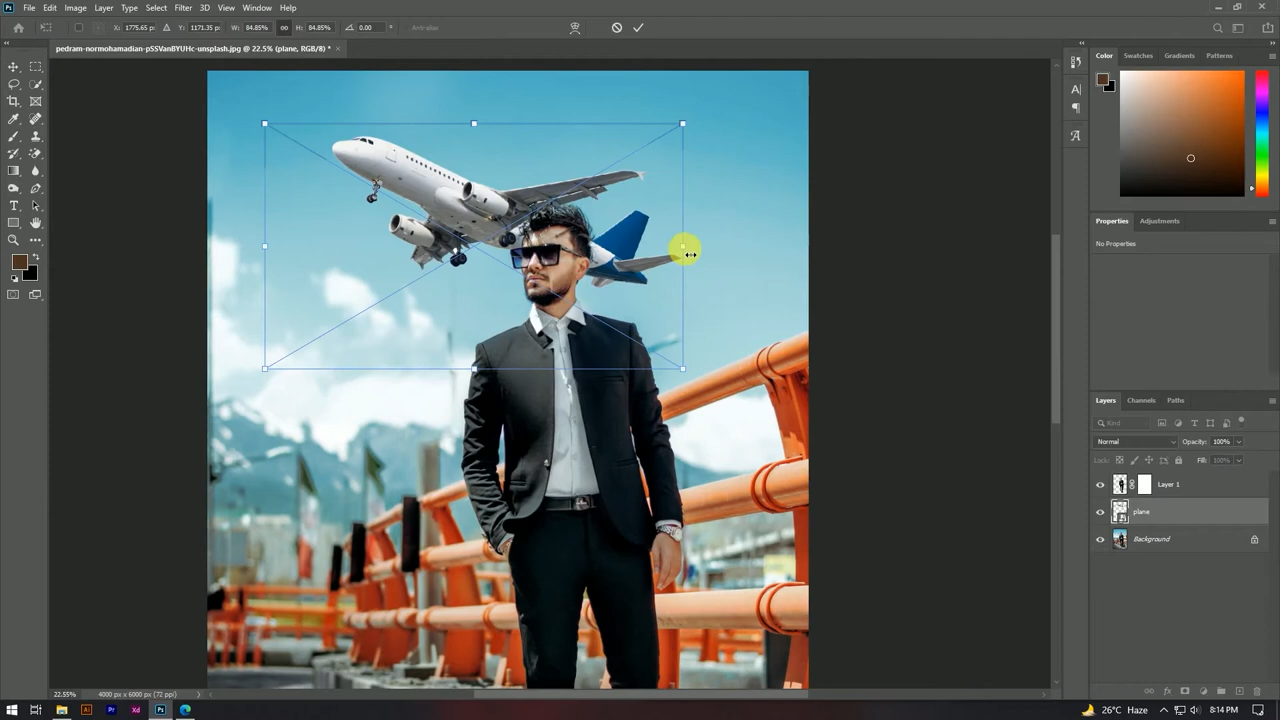 File Edit Image Layer Type Select Filter 3D View Window Help
X: 1775.65 px Y: 1171.35 px W: 84.85% H: 84.85% 0.00 Anti-alias
pedram-normohamadian-pSSVanBYUHc-unsplash.jpg @ 22.5% (plane, RGB/8) * ×
Color Swatches Gradients Patterns
Properties Adjustments
No Properties
Layers Channels Paths
Kind
Normal Opacity: 100%
Lock: Fill: 100%
Layer 1
plane
Background
22.55% 4000 px x 6000 px (72 ppi)
26°C Haze 8:14 PM